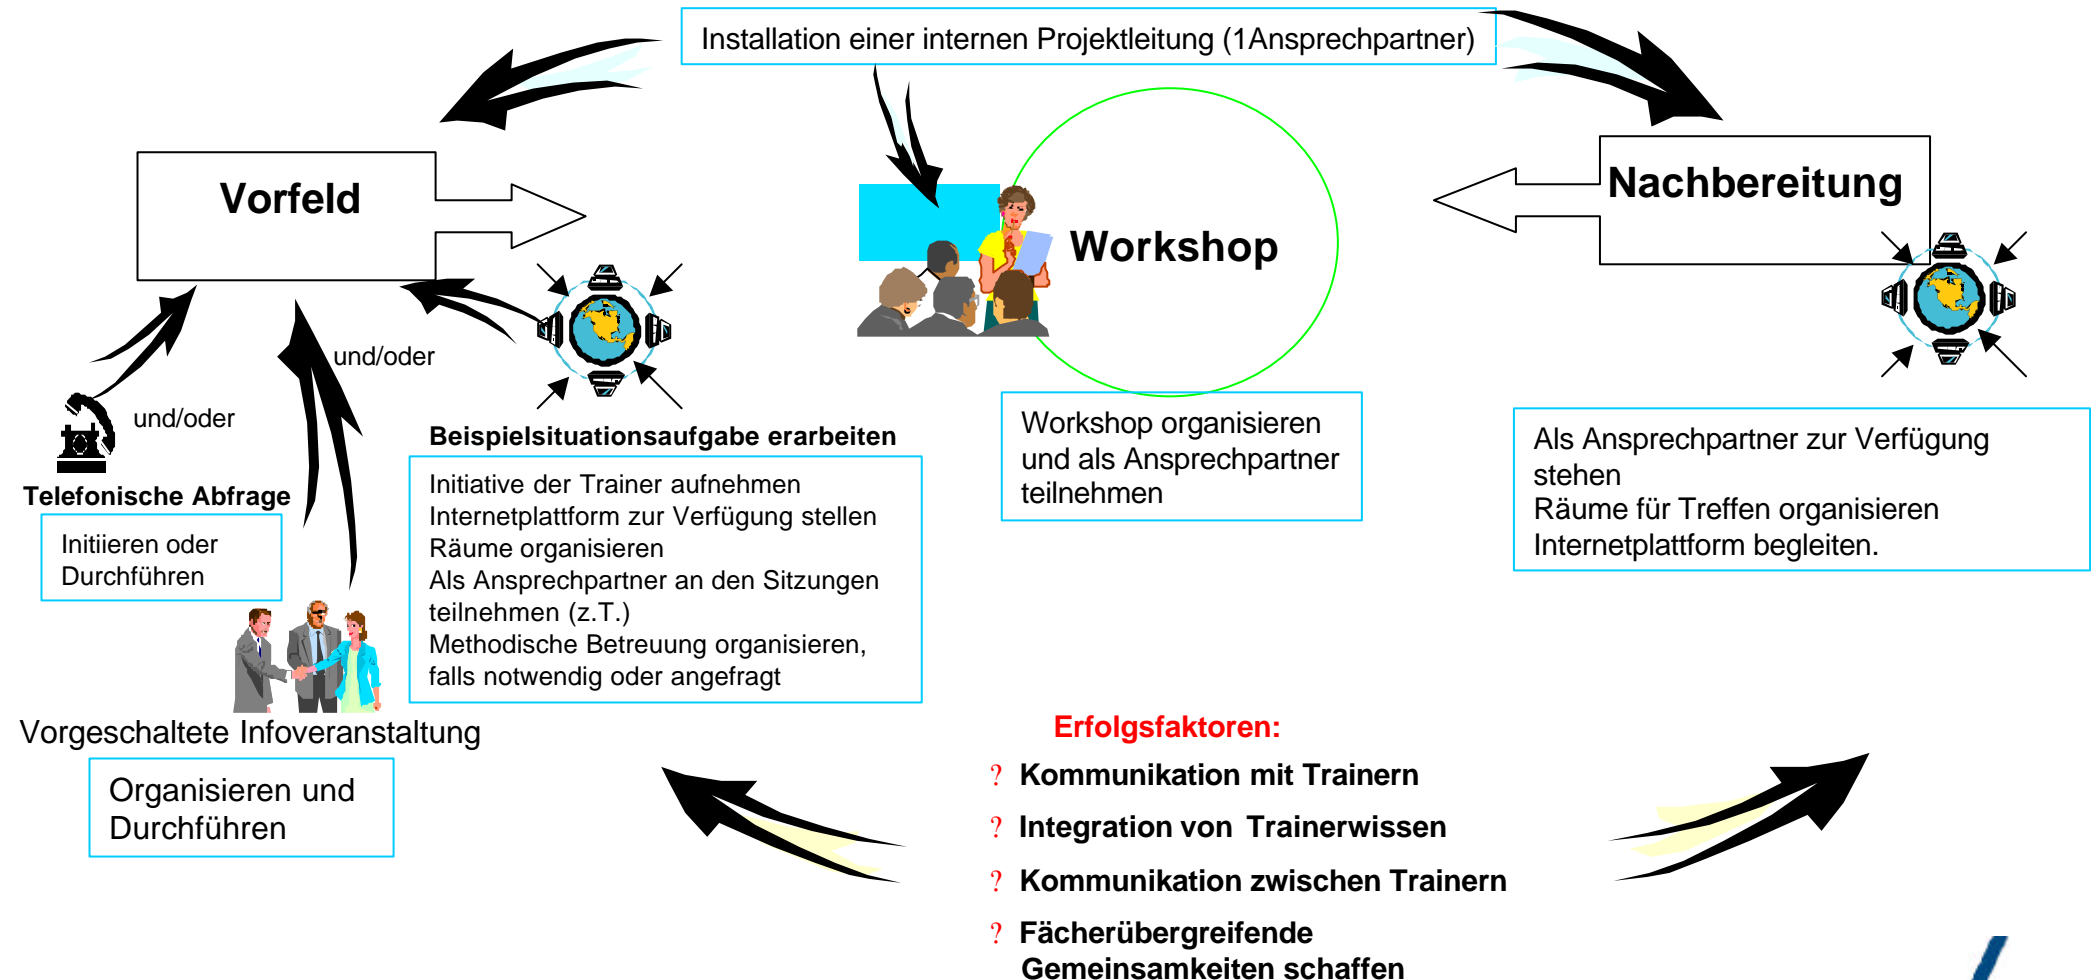 Installation einer internen Projektleitung (1Ansprechpartner)
Vorfeld
Workshop
Nachbereitung
und/oder
und/oder
Telefonische Abfrage
Initiieren oder
Durchführen
Vorgeschaltete Infoveranstaltung
Organisieren und
Durchführen
Beispielsituationsaufgabe erarbeiten
Initiative der Trainer aufnehmen
Internetplattform zur Verfügung stellen
Räume organisieren
Als Ansprechpartner an den Sitzungen
teilnehmen (z.T.)
Methodische Betreuung organisieren,
falls notwendig oder angefragt
Workshop organisieren
und als Ansprechpartner
teilnehmen
Als Ansprechpartner zur Verfügung
stehen
Räume für Treffen organisieren
Internetplattform begleiten.
Erfolgsfaktoren:
? Kommunikation mit Trainern
? Integration von Trainerwissen
? Kommunikation zwischen Trainern
? Fächerübergreifende
Gemeinsamkeiten schaffen